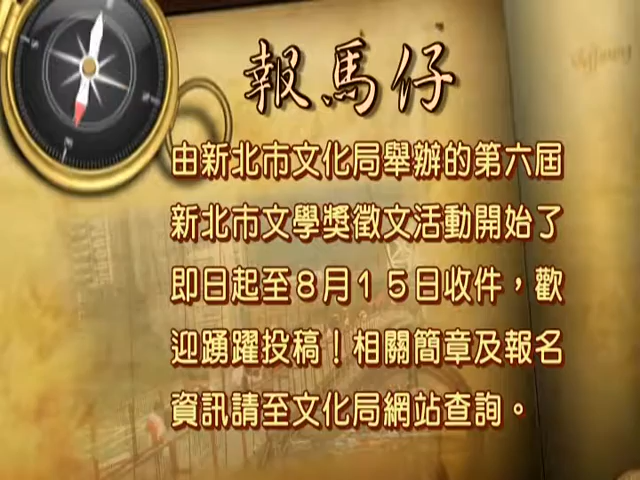 報馬仔
由新北市文化局舉辦的第六屆
新北市文學獎徵文活動開始了
即日起至８月１５日收件，歡
迎踴躍投稿！相關簡章及報名
資訊請至文化局網站查詢。